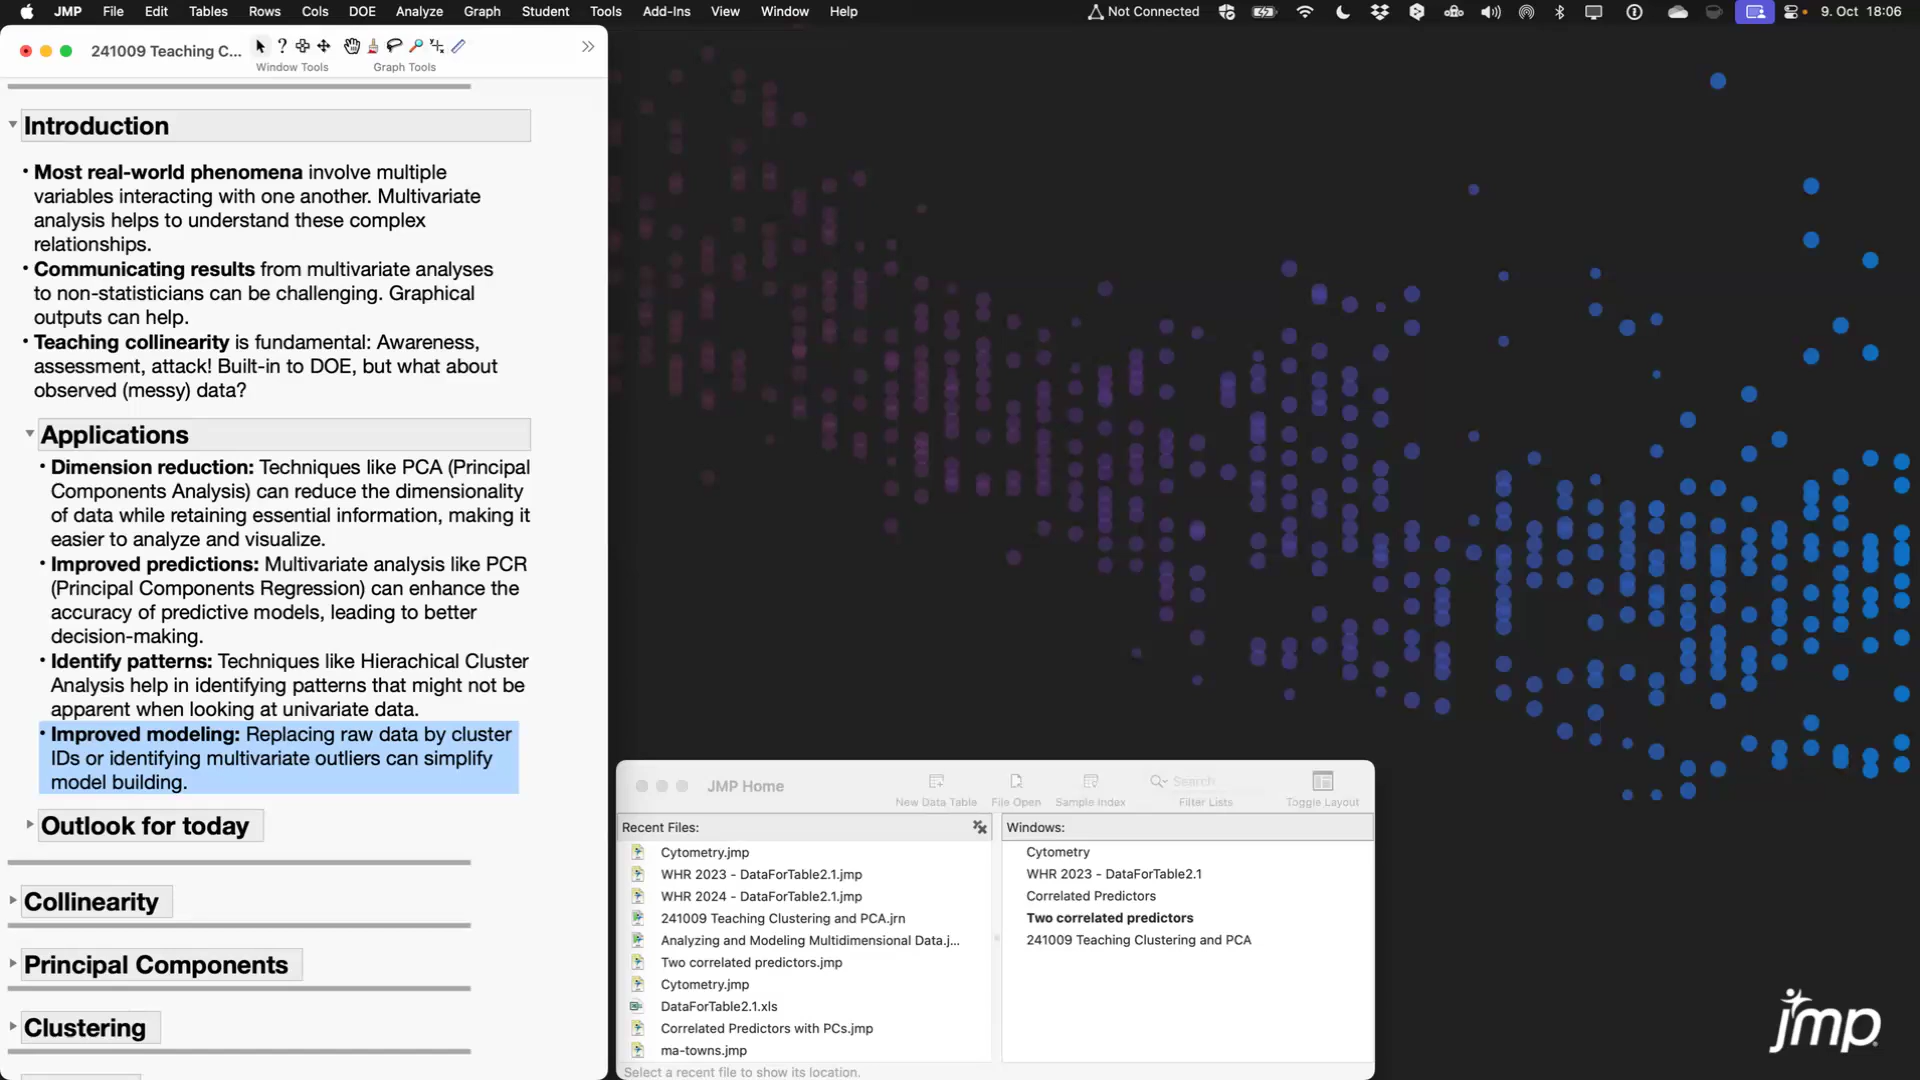 JMP File Edit Tables Rows Cols DOE Analyze Graph Student Tools Add-Ins View Window Help Not Connected 9. Oct 18:06
241009 Teaching C...
Window Tools
Graph Tools
Introduction
• Most real-world phenomena involve multiple
variables interacting with one another. Multivariate
analysis helps to understand these complex
relationships.
• Communicating results from multivariate analyses
to non-statisticians can be challenging. Graphical
outputs can help.
• Teaching collinearity is fundamental: Awareness,
assessment, attack! Built-in to DOE, but what about
observed (messy) data?
Applications
• Dimension reduction: Techniques like PCA (Principal
Components Analysis) can reduce the dimensionality
of data while retaining essential information, making it
easier to analyze and visualize.
• Improved predictions: Multivariate analysis like PCR
(Principal Components Regression) can enhance the
accuracy of predictive models, leading to better
decision-making.
• Identify patterns: Techniques like Hierachical Cluster
Analysis help in identifying patterns that might not be
apparent when looking at univariate data.
• Improved modeling: Replacing raw data by cluster
IDs or identifying multivariate outliers can simplify
model building.
Outlook for today
Collinearity
Principal Components
Clustering
JMP Home
New Data Table
File Open
Sample Index
Search
Filter Lists
Toggle Layout
Recent Files:
Cytometry.jmp
WHR 2023 - DataForTable2.1.jmp
WHR 2024 - DataForTable2.1.jmp
241009 Teaching Clustering and PCA.jrn
Analyzing and Modeling Multidimensional Data.j...
Two correlated predictors.jmp
Cytometry.jmp
DataForTable2.1.xls
Correlated Predictors with PCs.jmp
ma-towns.jmp
Select a recent file to show its location.
Windows:
Cytometry
WHR 2023 - DataForTable2.1
Correlated Predictors
Two correlated predictors
241009 Teaching Clustering and PCA
jmp